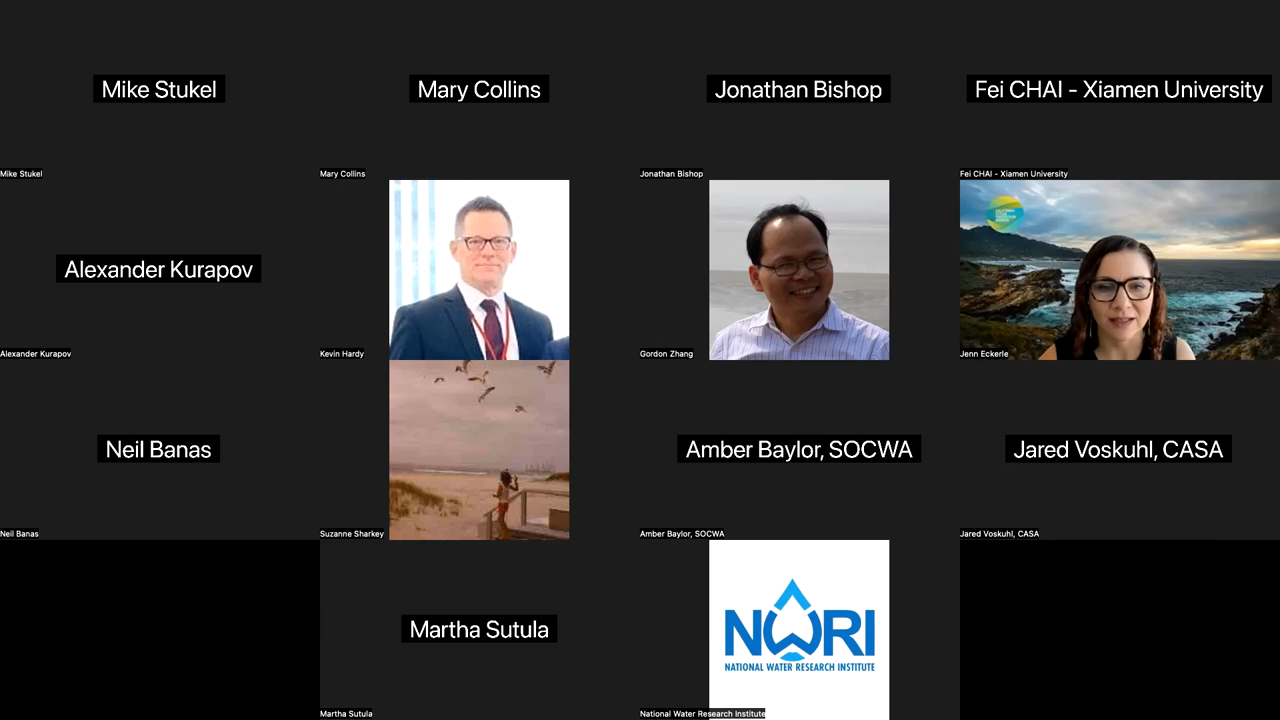 Mike Stukel
Mary Collins
Jonathan Bishop
Fei CHAI - Xiamen University
Mike Stukel
Mary Collins
Jonathan Bishop
Fei CHAI - Xiamen University
Alexander Kurapov
Alexander Kurapov
Kevin Hardy
Gordon Zhang
Jenn Eckerle
Neil Banas
Amber Baylor, SOCWA
Jared Voskuhl, CASA
Neil Banas
Suzanne Sharkey
Amber Baylor, SOCWA
Jared Voskuhl, CASA
Martha Sutula
NWRI
NATIONAL WATER RESEARCH INSTITUTE
Martha Sutula
National Water Research Institute